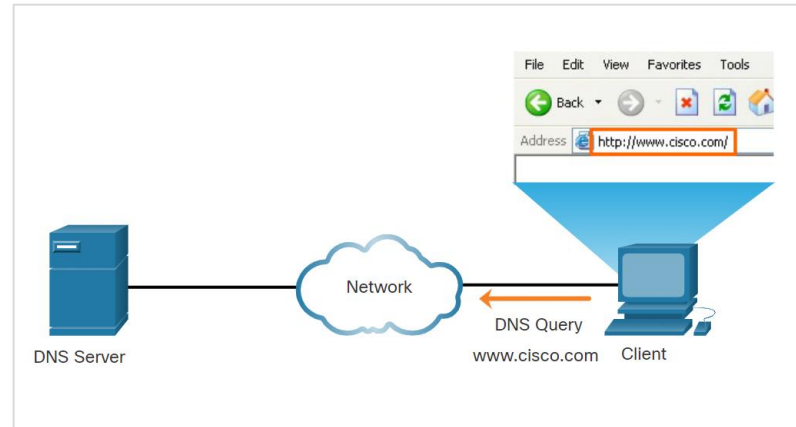 File Edit View Favorites Tools
Back
Address http://www.cisco.com/
Network
DNS Query
www.cisco.com
DNS Server
Client